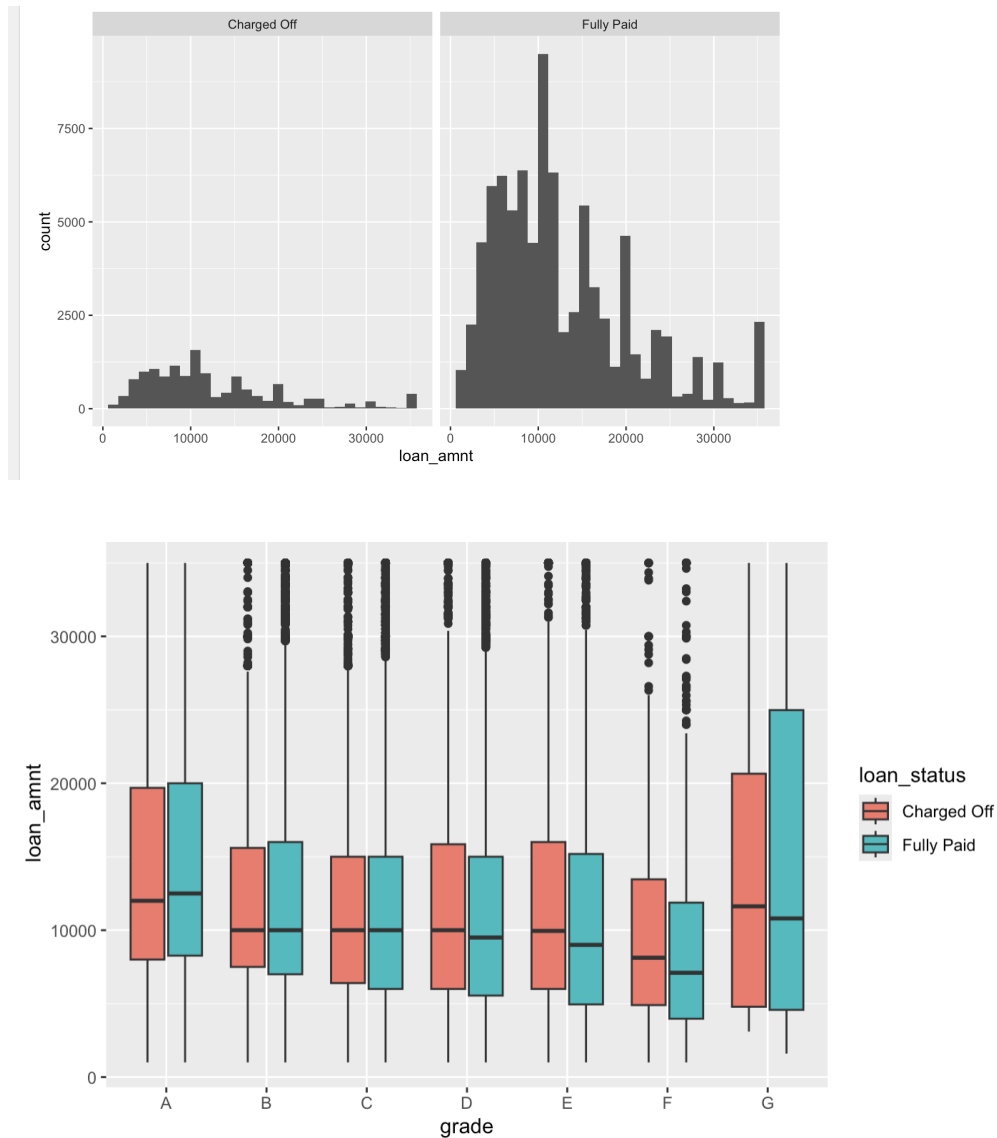 Charged Off Fully Paid
7500
5000
2500
0
count
0 10000 20000 30000 0 10000 20000 30000
loan_amnt
30000
20000
10000
0
loan_amnt
A B C D E F G
grade
loan_status
Charged Off
Fully Paid